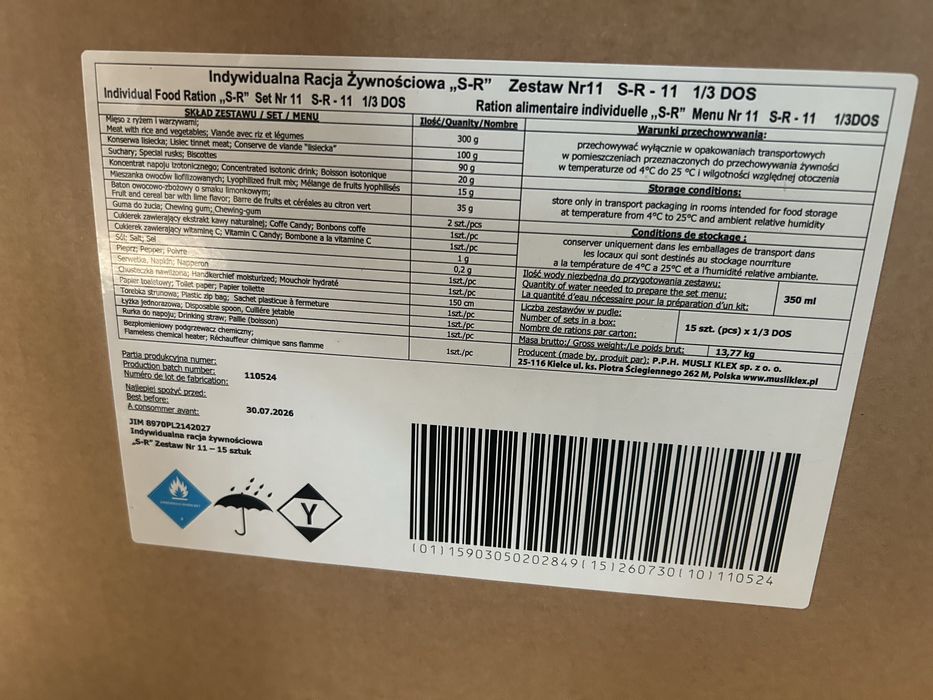 Indywidualna Racja Żywnościowa „S-R” Zestaw Nr11 S-R - 11 1/3 DOS
Individual Food Ration „S-R” Set Nr 11 S-R - 11 1/3 DOS
Ration alimentaire individuelle „S-R” Menu Nr 11 S-R - 11 1/3DOS
SKŁAD ZESTAWU / SET / MENU
Ilość/Quanity/Nombre
Mięso z ryżem i warzywami;
Meat with rice and vegetables; Viande avec riz et légumes
300 g
Konserwa lisiecka; Lisiec tinnet meat; Conserve de viande "lisiecka"
100 g
Suchary; Special rusks; Biscottes
90 g
Koncentrat napoju izotonicznego; Concentrated isotonic drink; Boisson isotonique
20 g
Mieszanka owoców liofilizowanych; Lyophilized fruit mix; Mélange de fruits lyophilisés
15 g
Baton owocowo-zbożowy o smaku limonkowym;
Fruit and cereal bar with lime flavor; Barre de fruits et céréales au citron vert
35 g
Guma do żucia; Chewing gum; Chewing-gum
2 szt./pcs
Cukierek zawierający ekstrakt kawy naturalnej; Coffe Candy; Bonbons coffe
1szt./pc
Cukierek zawierający witaminę C; Vitamin C Candy; Bombone a la vitamine C
1szt./pc
Sól; Salt; Sel
1 g
Pieprz; Pepper; Poivre
0,2 g
Serwetka, Napkin; Napperon
1szt./pc
Chusteczka nawilżona; Handkerchief moisturized; Mouchoir hydraté
1szt./pc
Papier toaletowy; Toilet paper; Papier toilette
150 cm
Torebka strunowa; Plastic zip bag; Sachet plasticue à fermeture
1szt./pc
Łyżka jednorazowa; Disposable spoon, Cuillére jetable
1szt./pc
Rurka do napoju; Drinking straw; Paille (boisson)
1szt./pc
Bezpłomieniowy podgrzewacz chemiczny;
Flameless chemical heater; Réchauffeur chimique sans flamme
1szt./pc
Warunki przechowywania:
przechowywać wyłącznie w opakowaniach transportowych
w pomieszczeniach przeznaczonych do przechowywania żywności
w temperaturze od 4°C do 25 °C i wilgotności względnej otoczenia
Storage conditions:
store only in transport packaging in rooms intended for food storage
at temperature from 4°C to 25°C and ambient relative humidity
Conditions de stockage :
conserver uniquement dans les emballages de transport dans
les locaux qui sont destinés au stockage nourriture
a la température de 4°C a 25°C et a l'humidité relative ambiante.
Ilość wody niezbędna do przygotowania zestawu:
Quantity of water needed to prepare the set menu:
La quantité d'eau nécessaire pour la préparation d'un kit:
350 ml
Liczba zestawów w pudle:
Number of sets in a box:
Nombre de rations par carton:
15 szt. (pcs) x 1/3 DOS
Masa brutto:/ Gross weight:/Le poids brut:
13,77 kg
Producent (made by, produit par); P.P.H. MUSLI KLEX sp. z o. o.
25-116 Kielce ul. ks. Piotra Ściegiennego 262 M, Polska www.musliklex.pl
Partia produkcyjna numer:
Production batch number:
Numéro de lot de fabrication:
110524
Najlepiej spożyć przed:
Best before:
A consommer avant:
30.07.2026
JIM 8970PL2142027
Indywidualna racja żywnościowa
„S-R” Zestaw Nr 11 – 15 sztuk
Y
(01)15903050202849(15)260730(10)110524